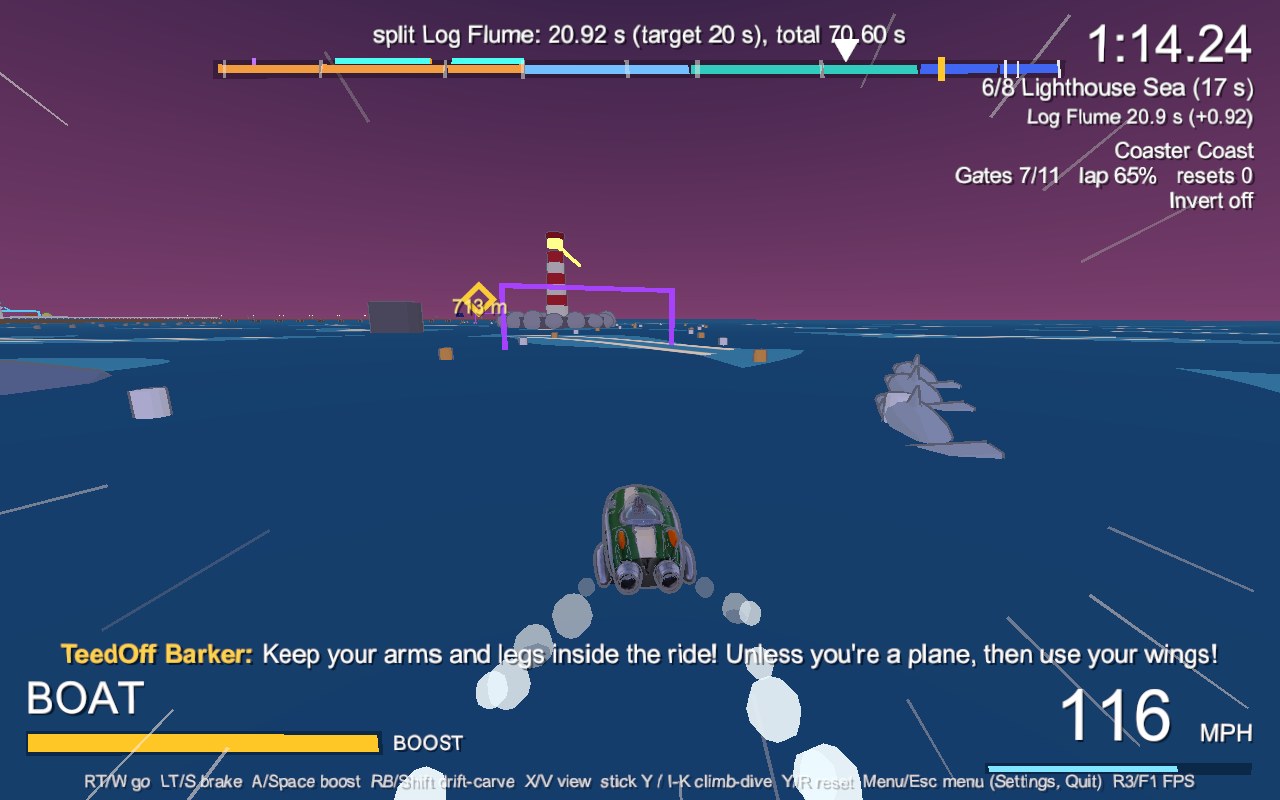 split Log Flume: 20.92 s (target 20 s), total 70.60 s
1:14.24
6/8 Lighthouse Sea (17 s)
Log Flume 20.9 s (+0.92)
Coaster Coast
Gates 7/11 lap 65% resets 0
Invert off
713 m
TeedOff Barker: Keep your arms and legs inside the ride! Unless you're a plane, then use your wings!
BOAT
116 MPH
BOOST
RT/W go LT/S brake A/Space boost RB/Shift drift-carve X/V view stick Y / I-K climb-dive Y/R reset Menu/Esc menu (Settings, Quit) R3/F1 FPS